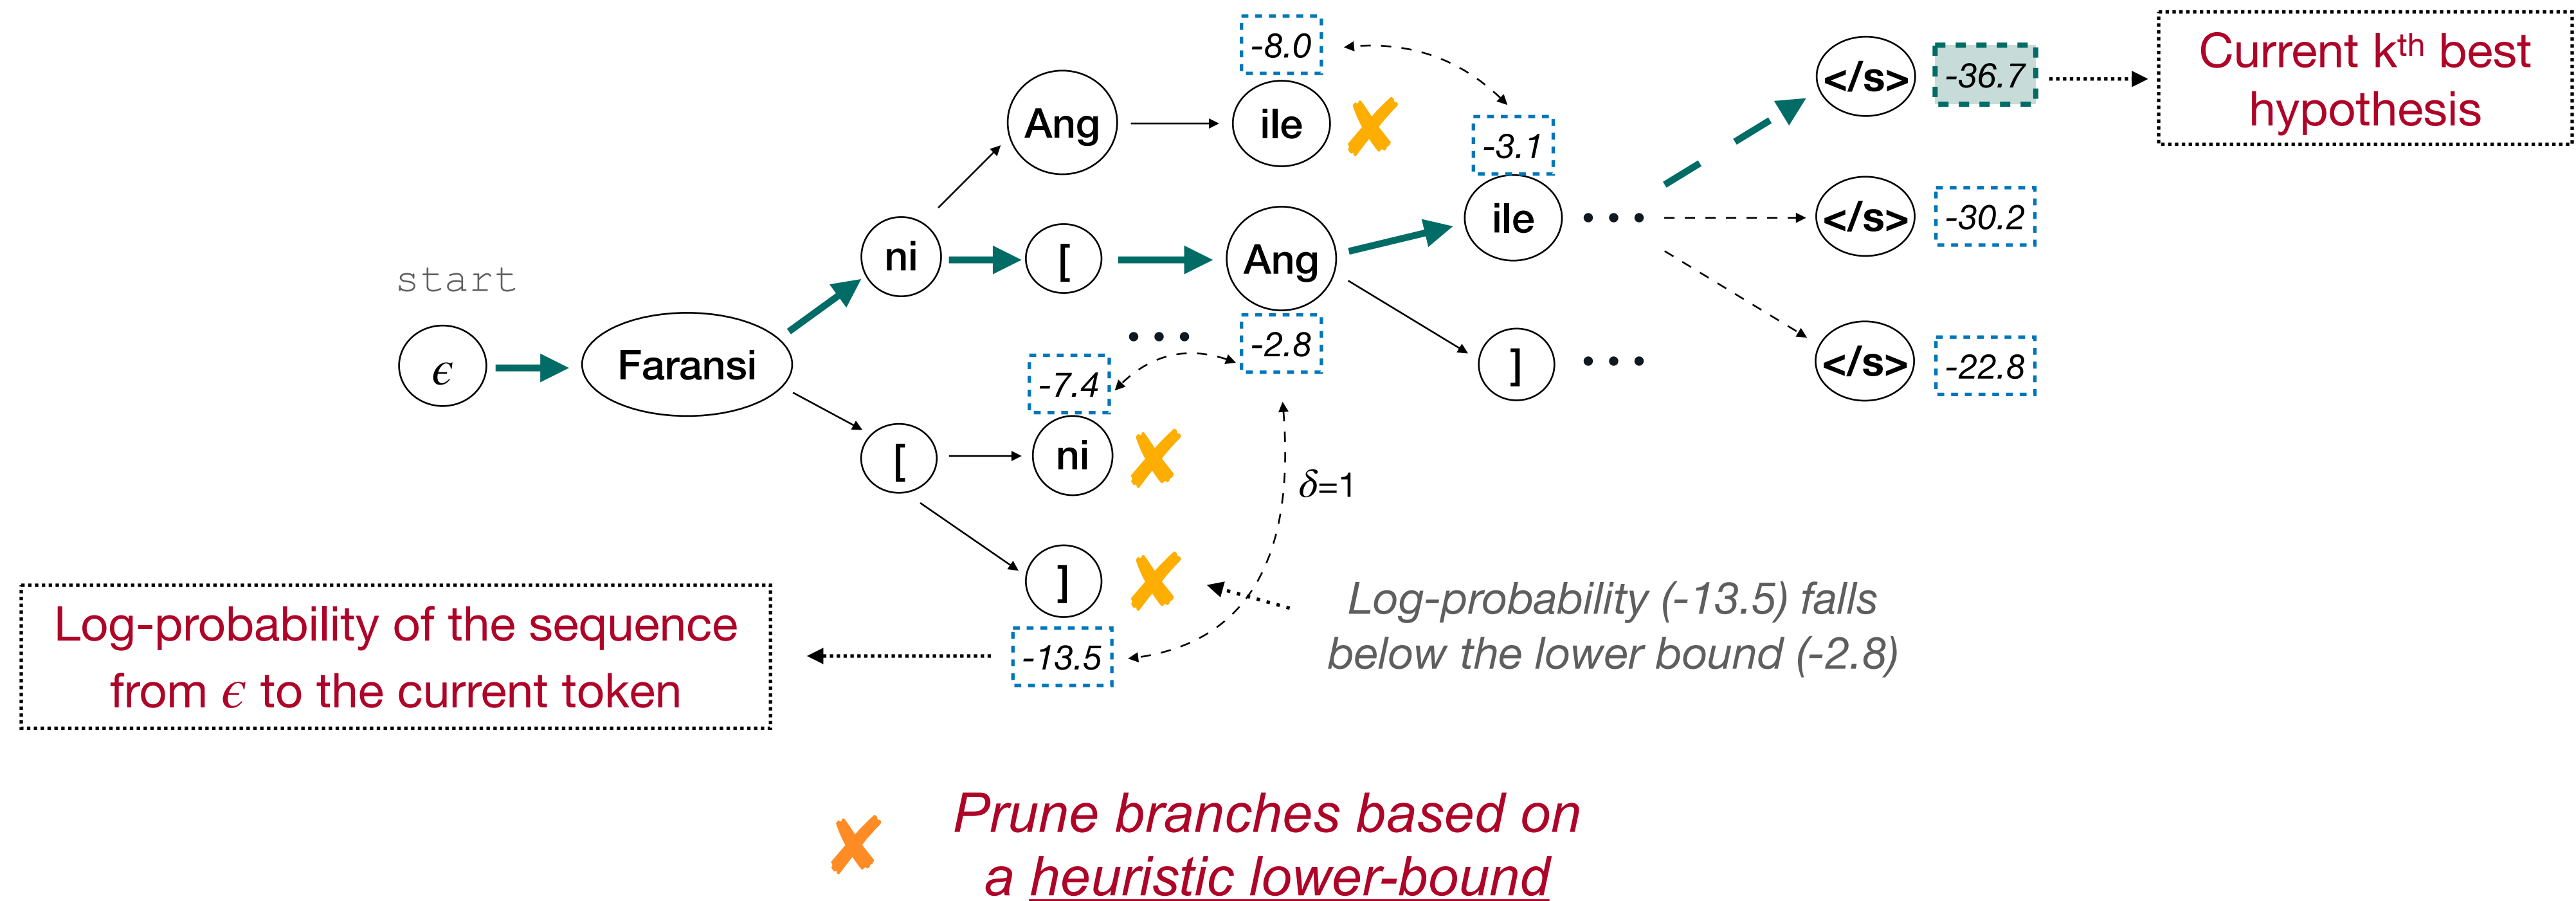 -8.0
Current kth best
hypothesis
</s>
-36.7
Ang
ile
✘
-3.1
ni
[
Ang
ile
• • •
</s>
-30.2
start
ϵ
Faransi
• • •
-2.8
-7.4
]
• • •
</s>
-22.8
[
ni
✘
δ=1
]
✘
-13.5
Log-probability (-13.5) falls
below the lower bound (-2.8)
Log-probability of the sequence
from ϵ to the current token
✘
Prune branches based on
a heuristic lower-bound